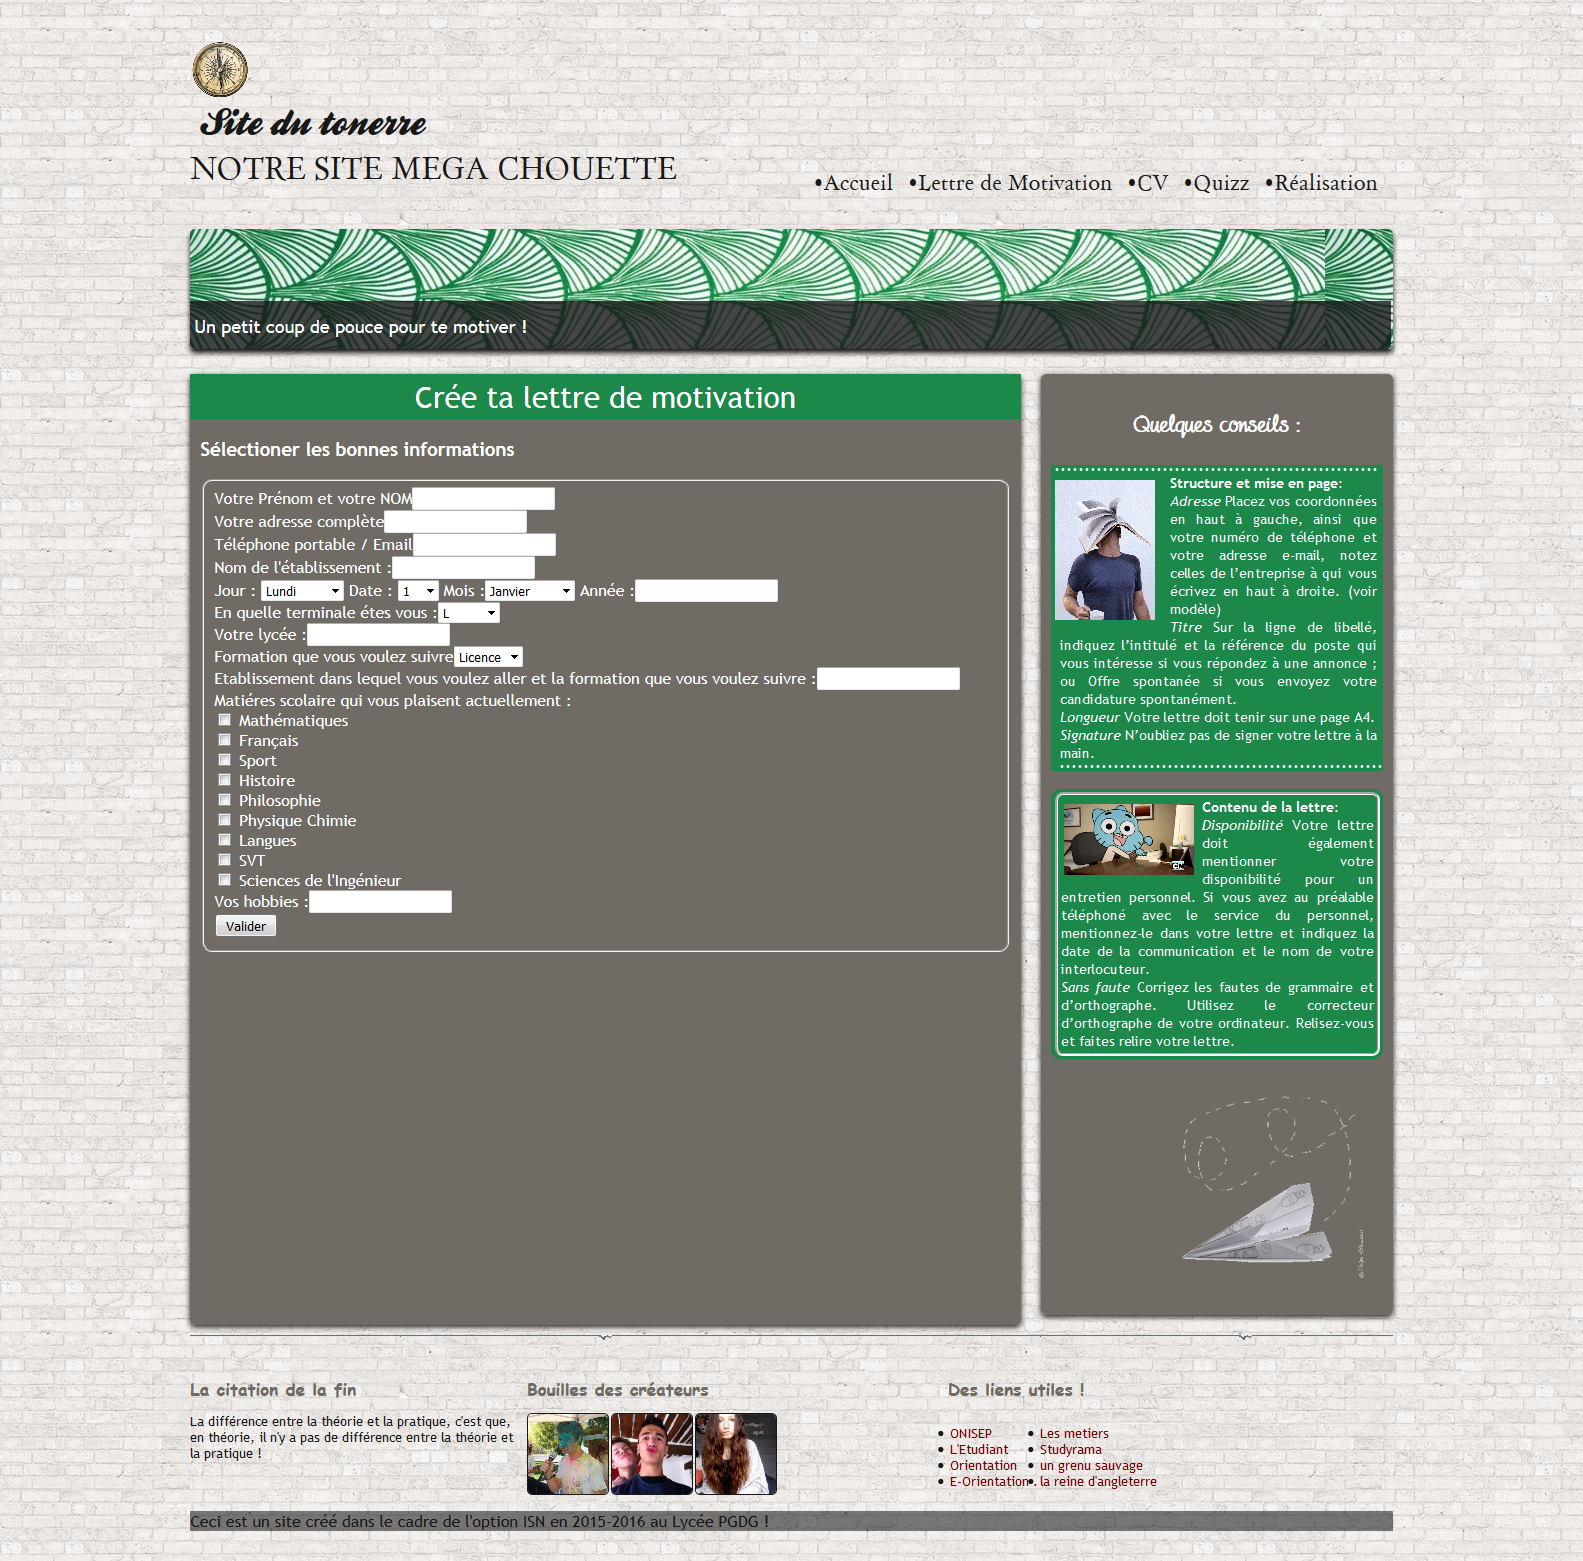 Site du tonerre
NOTRE SITE MEGA CHOUETTE
•Accueil •Lettre de Motivation •CV •Quizz •Réalisation
Un petit coup de pouce pour te motiver !
Crée ta lettre de motivation
Sélectioner les bonnes informations
Votre Prénom et votre NOM
Votre adresse complète
Téléphone portable / Email
Nom de l'établissement :
Jour : Lundi Date : 1 Mois : Janvier Année :
En quelle terminale étes vous : L
Votre lycée :
Formation que vous voulez suivre Licence
Etablissement dans lequel vous voulez aller et la formation que vous voulez suivre :
Matiéres scolaire qui vous plaisent actuellement :
Mathématiques
Français
Sport
Histoire
Philosophie
Physique Chimie
Langues
SVT
Sciences de l'Ingénieur
Vos hobbies :
Valider
Quelques conseils :
Structure et mise en page:
Adresse Placez vos coordonnées
en haut à gauche, ainsi que
votre numéro de téléphone et
votre adresse e-mail, notez
celles de l’entreprise à qui vous
écrivez en haut à droite. (voir
modèle)
Titre Sur la ligne de libellé,
indiquez l’intitulé et la référence du poste qui
vous intéresse si vous répondez à une annonce ;
ou Offre spontanée si vous envoyez votre
candidature spontanément.
Longueur Votre lettre doit tenir sur une page A4.
Signature N’oubliez pas de signer votre lettre à la
main.
Contenu de la lettre:
Disponibilité Votre lettre
doit également
mentionner votre
disponibilité pour un
entretien personnel. Si vous avez au préalable
téléphoné avec le service du personnel,
mentionnez-le dans votre lettre et indiquez la
date de la communication et le nom de votre
interlocuteur.
Sans faute Corrigez les fautes de grammaire et
d’orthographe. Utilisez le correcteur
d’orthographe de votre ordinateur. Relisez-vous
et faites relire votre lettre.
La citation de la fin
La différence entre la théorie et la pratique, c'est que,
en théorie, il n'y a pas de différence entre la théorie et
la pratique !
Bouilles des créateurs
Des liens utiles !
ONISEP
L'Etudiant
Orientation
E-Orientation
Les metiers
Studyrama
un grenu sauvage
la reine d'angleterre
Ceci est un site créé dans le cadre de l'option ISN en 2015-2016 au Lycée PGDG !